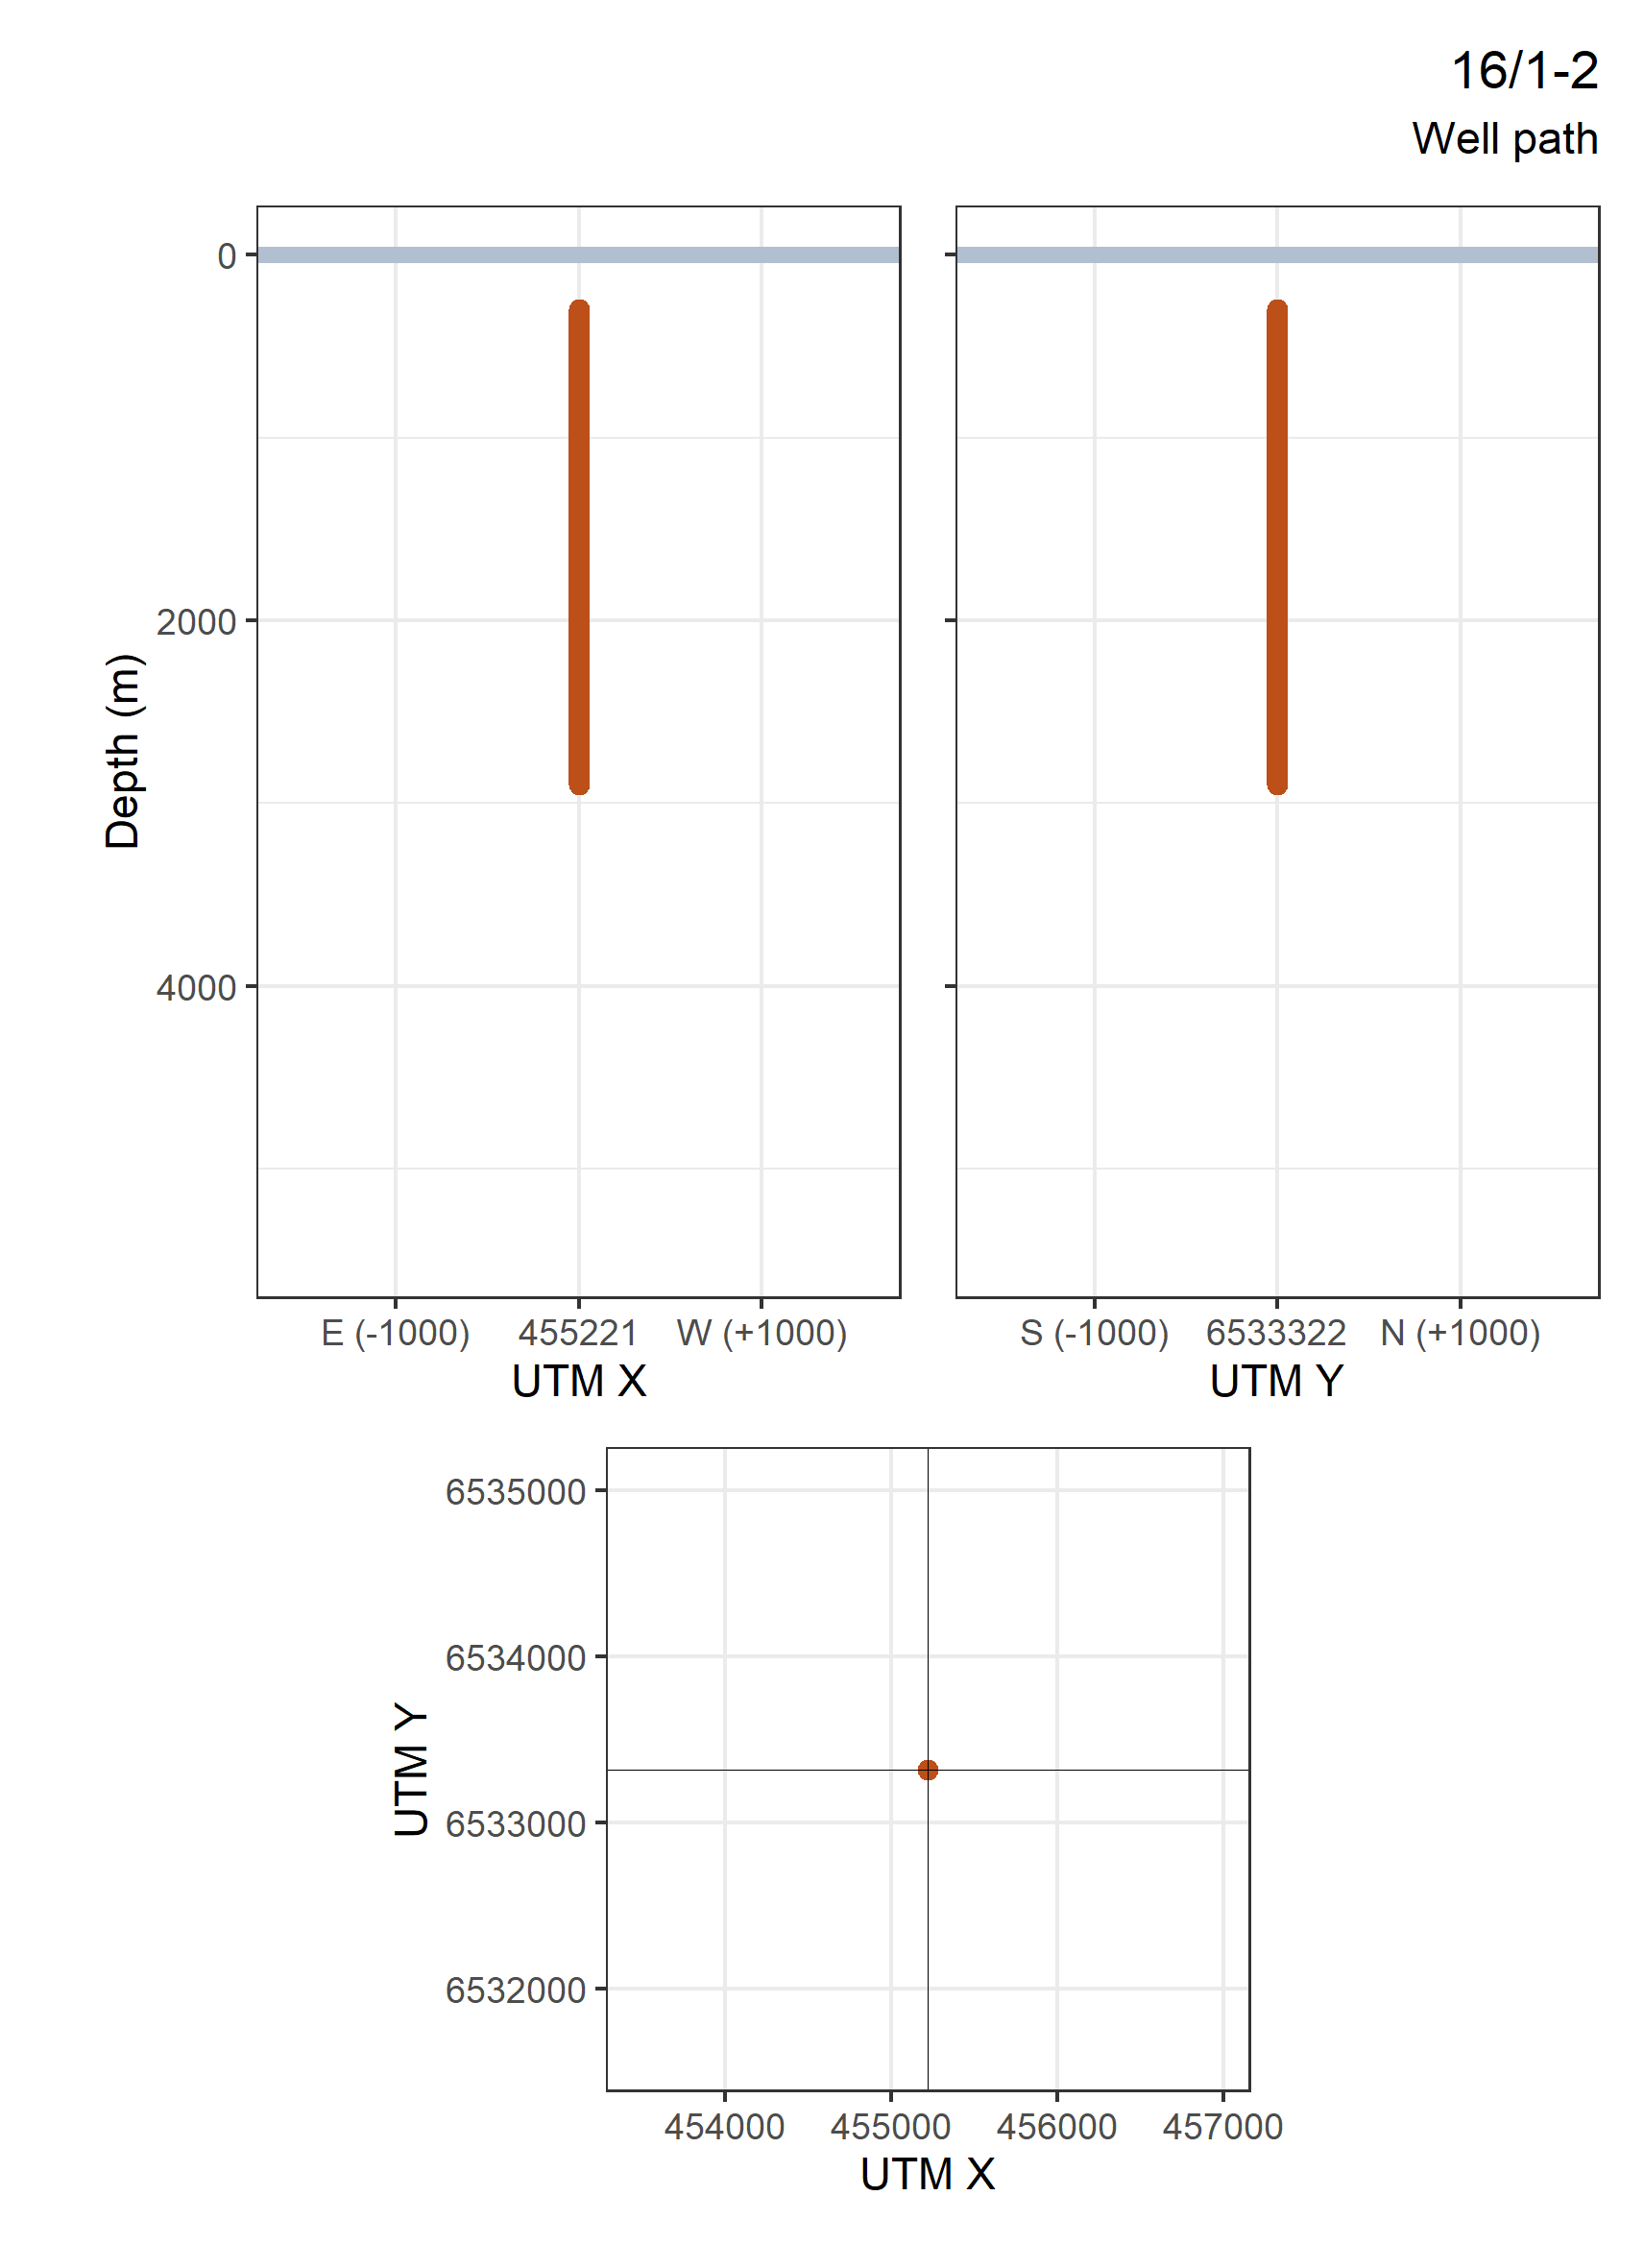 16/1-2
Well path
Depth (m)
0
2000
4000
E (-1000) 455221 W (+1000)
UTM X
S (-1000) 6533322 N (+1000)
UTM Y
UTM Y
6535000
6534000
6533000
6532000
454000 455000 456000 457000
UTM X